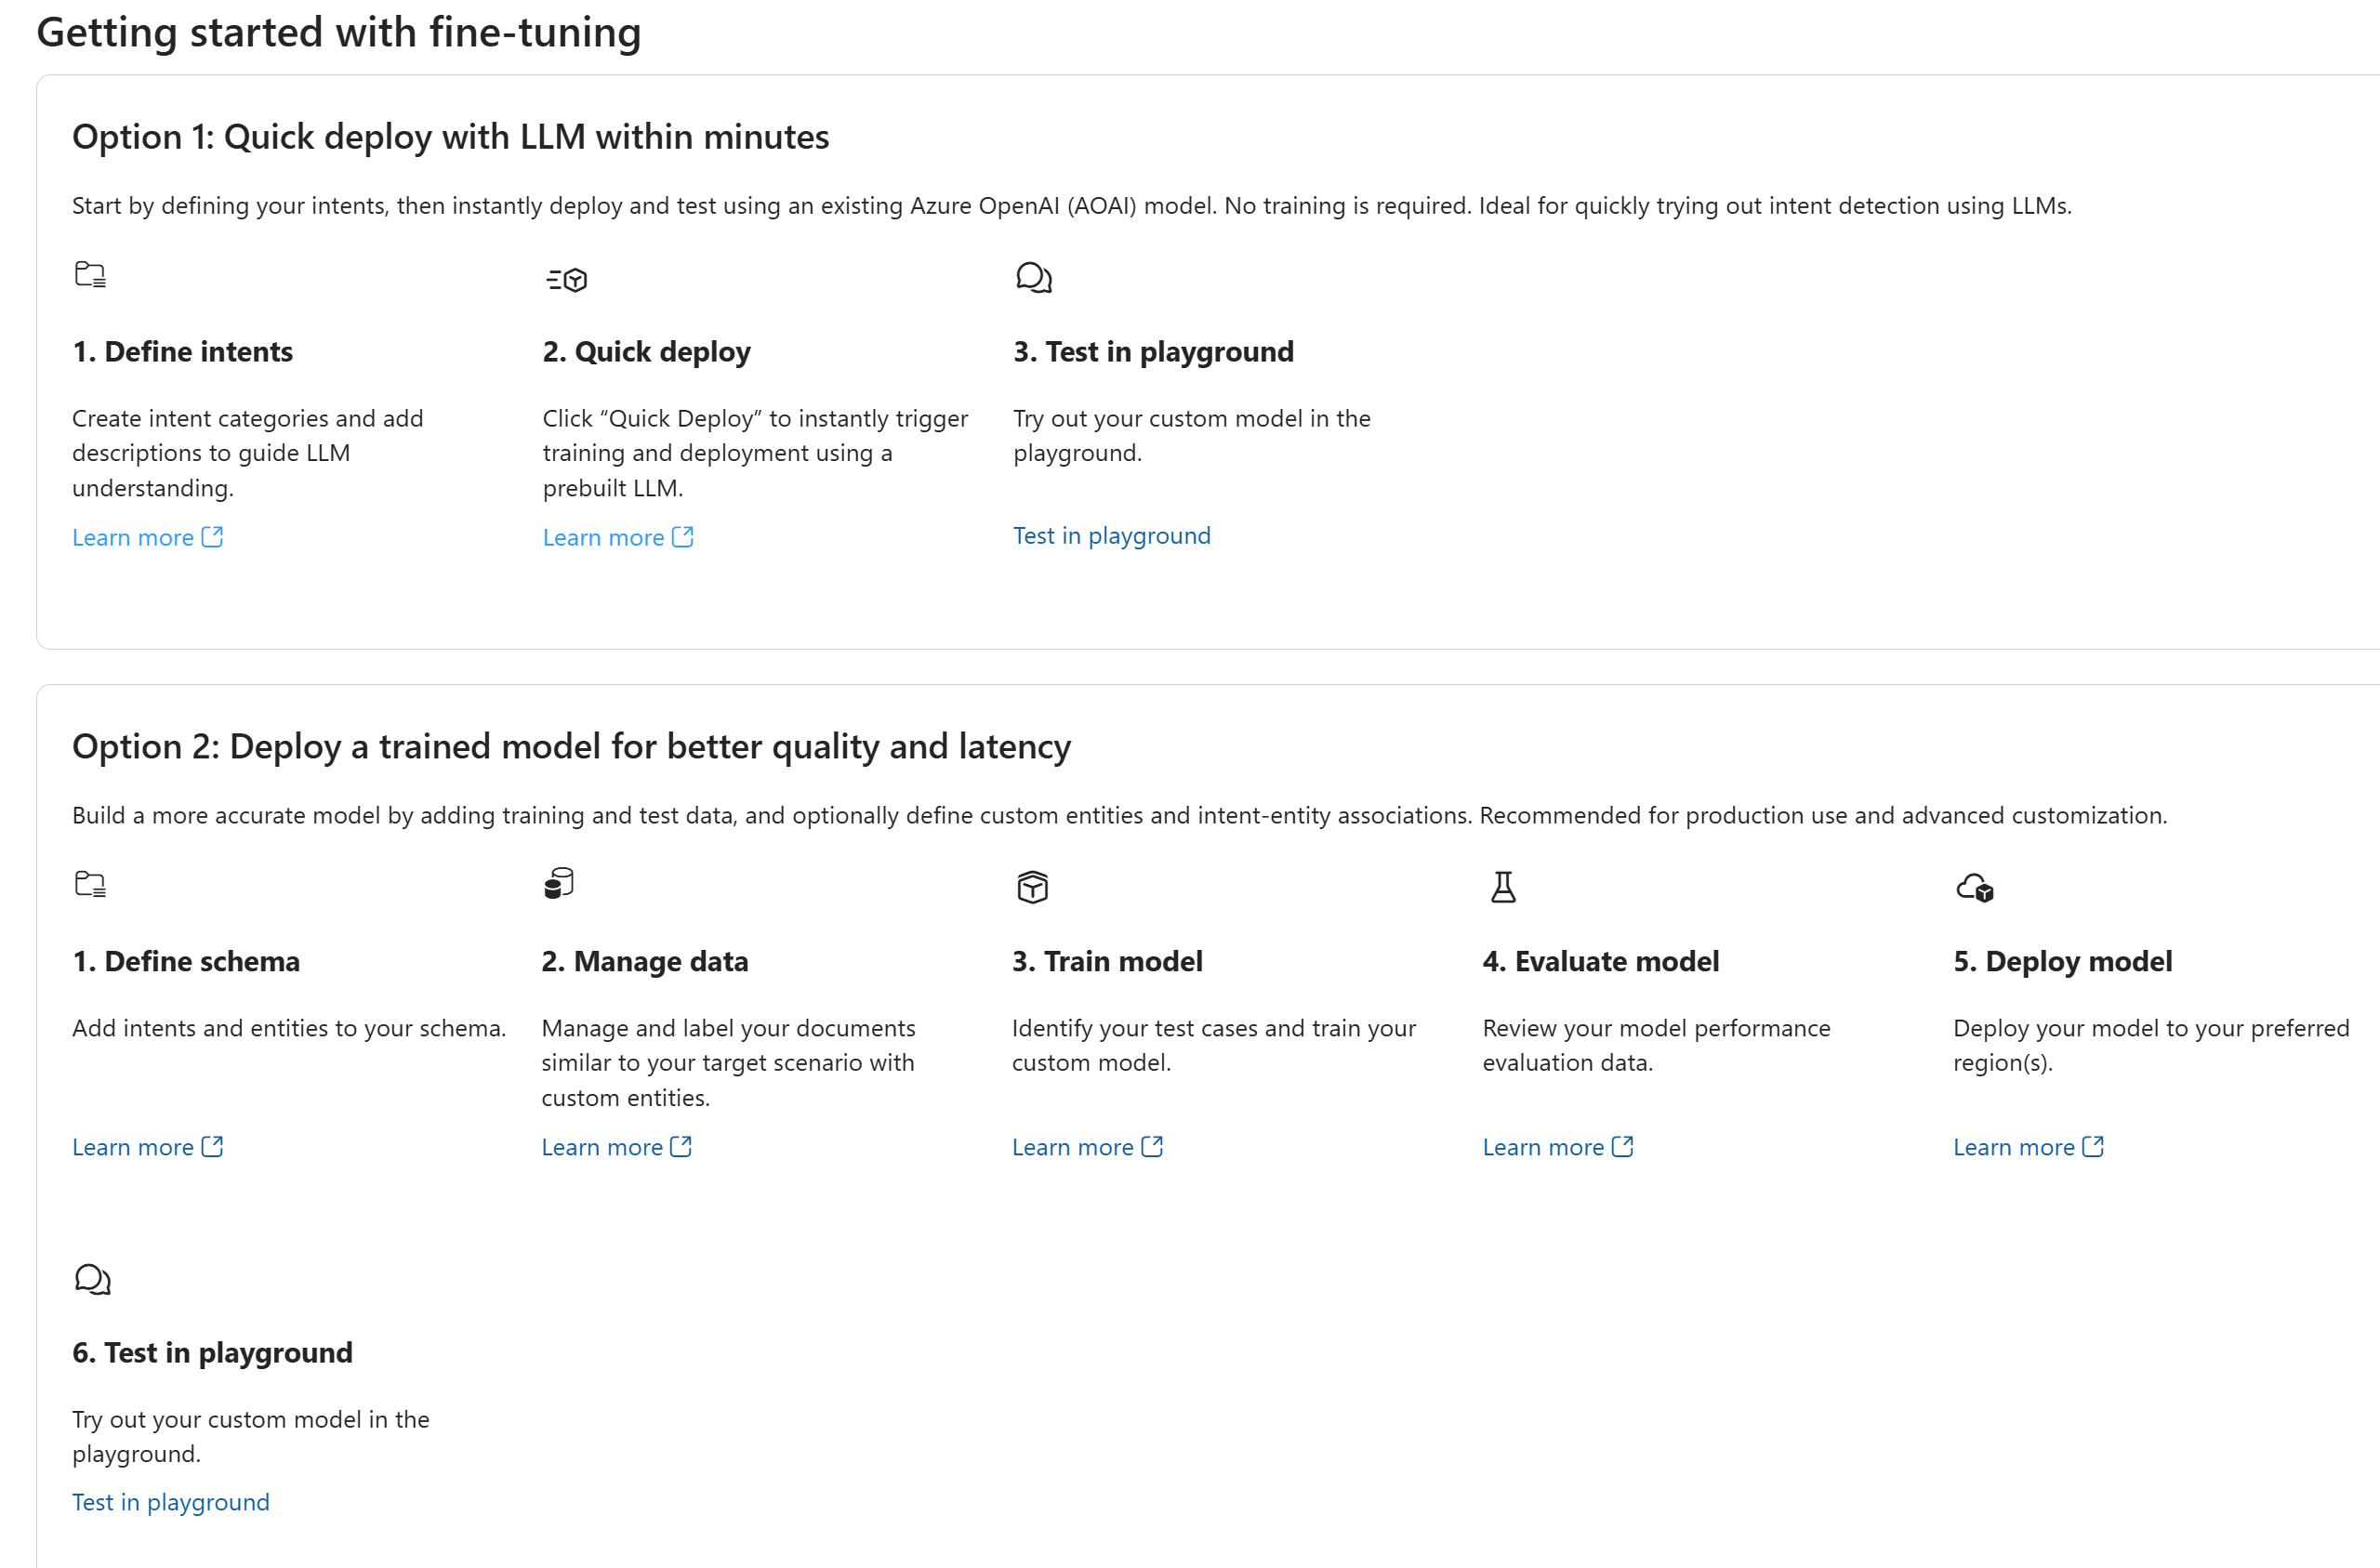 Getting started with fine-tuning
Option 1: Quick deploy with LLM within minutes
Start by defining your intents, then instantly deploy and test using an existing Azure OpenAI (AOAI) model. No training is required. Ideal for quickly trying out intent detection using LLMs.
1. Define intents
Create intent categories and add
descriptions to guide LLM
understanding.
Learn more
2. Quick deploy
Click “Quick Deploy” to instantly trigger
training and deployment using a
prebuilt LLM.
Learn more
3. Test in playground
Try out your custom model in the
playground.
Test in playground
Option 2: Deploy a trained model for better quality and latency
Build a more accurate model by adding training and test data, and optionally define custom entities and intent-entity associations. Recommended for production use and advanced customization.
1. Define schema
Add intents and entities to your schema.
Learn more
2. Manage data
Manage and label your documents
similar to your target scenario with
custom entities.
Learn more
3. Train model
Identify your test cases and train your
custom model.
Learn more
4. Evaluate model
Review your model performance
evaluation data.
Learn more
5. Deploy model
Deploy your model to your preferred
region(s).
Learn more
6. Test in playground
Try out your custom model in the
playground.
Test in playground